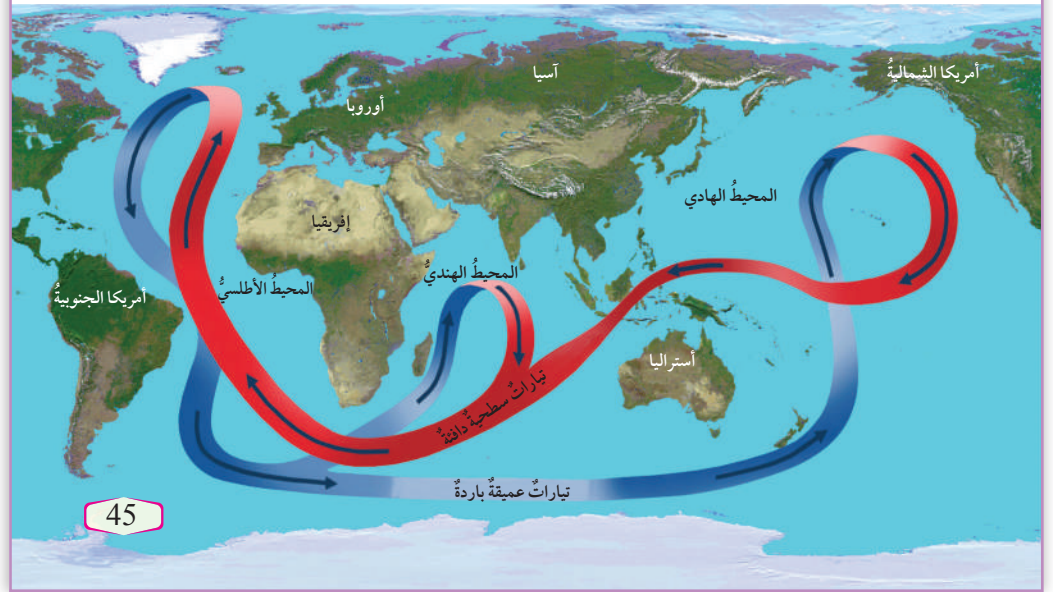 آسيا
أمريكا الشماليةُ
أوروبا
المحيطُ الهادي
إفريقيا
المحيطُ الهنديُّ
المحيطُ الأطلسيُّ
أمريكا الجنوبيةُ
أستراليا
تياراتٌ سطحيةٌ دافئةٌ
تياراتٌ عميقةٌ باردةٌ
45